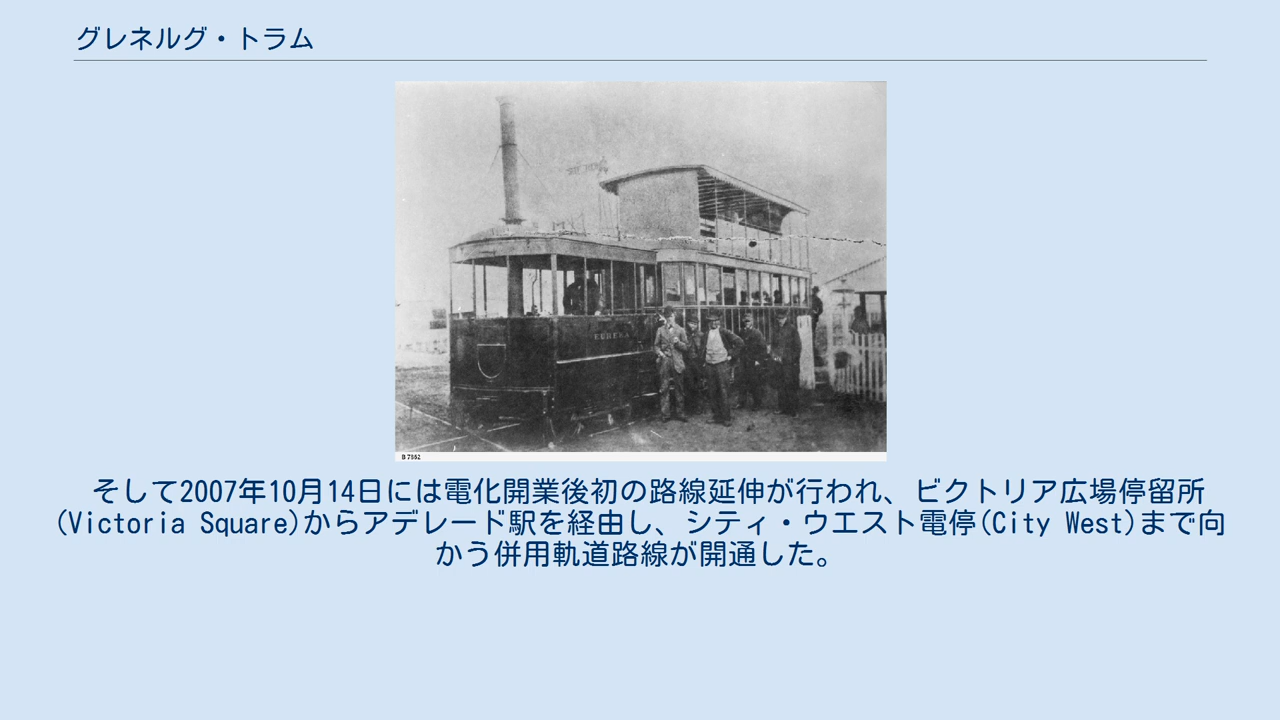 グレネルグ・トラム
EUREKA
B 7552
そして2007年10月14日には電化開業後初の路線延伸が行われ、ビクトリア広場停留所
(Victoria Square)からアデレード駅を経由し、シティ・ウエスト電停(City West)まで向
かう併用軌道路線が開通した。